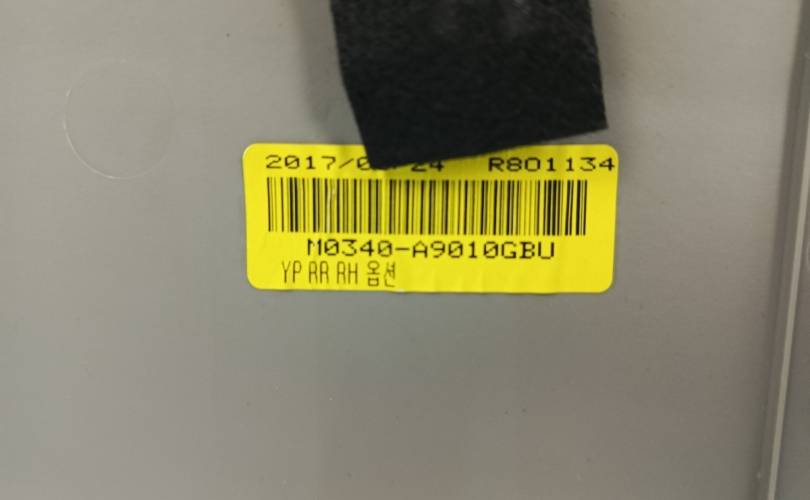 2017/0 24 R801134
M0340-A9010GBU
YP RR RH 옵션